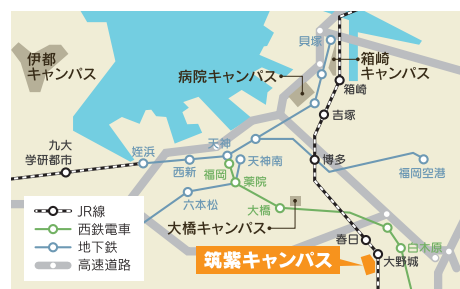 貝塚
伊都
キャンパス
病院キャンパス
箱崎
キャンパス
箱崎
吉塚
九大
学研都市
姪浜
西新
天神
天神南
福岡
薬院
博多
福岡空港
六本松
大橋
大橋キャンパス
JR線
西鉄電車
地下鉄
高速道路
春日
白木原
筑紫キャンパス
大野城